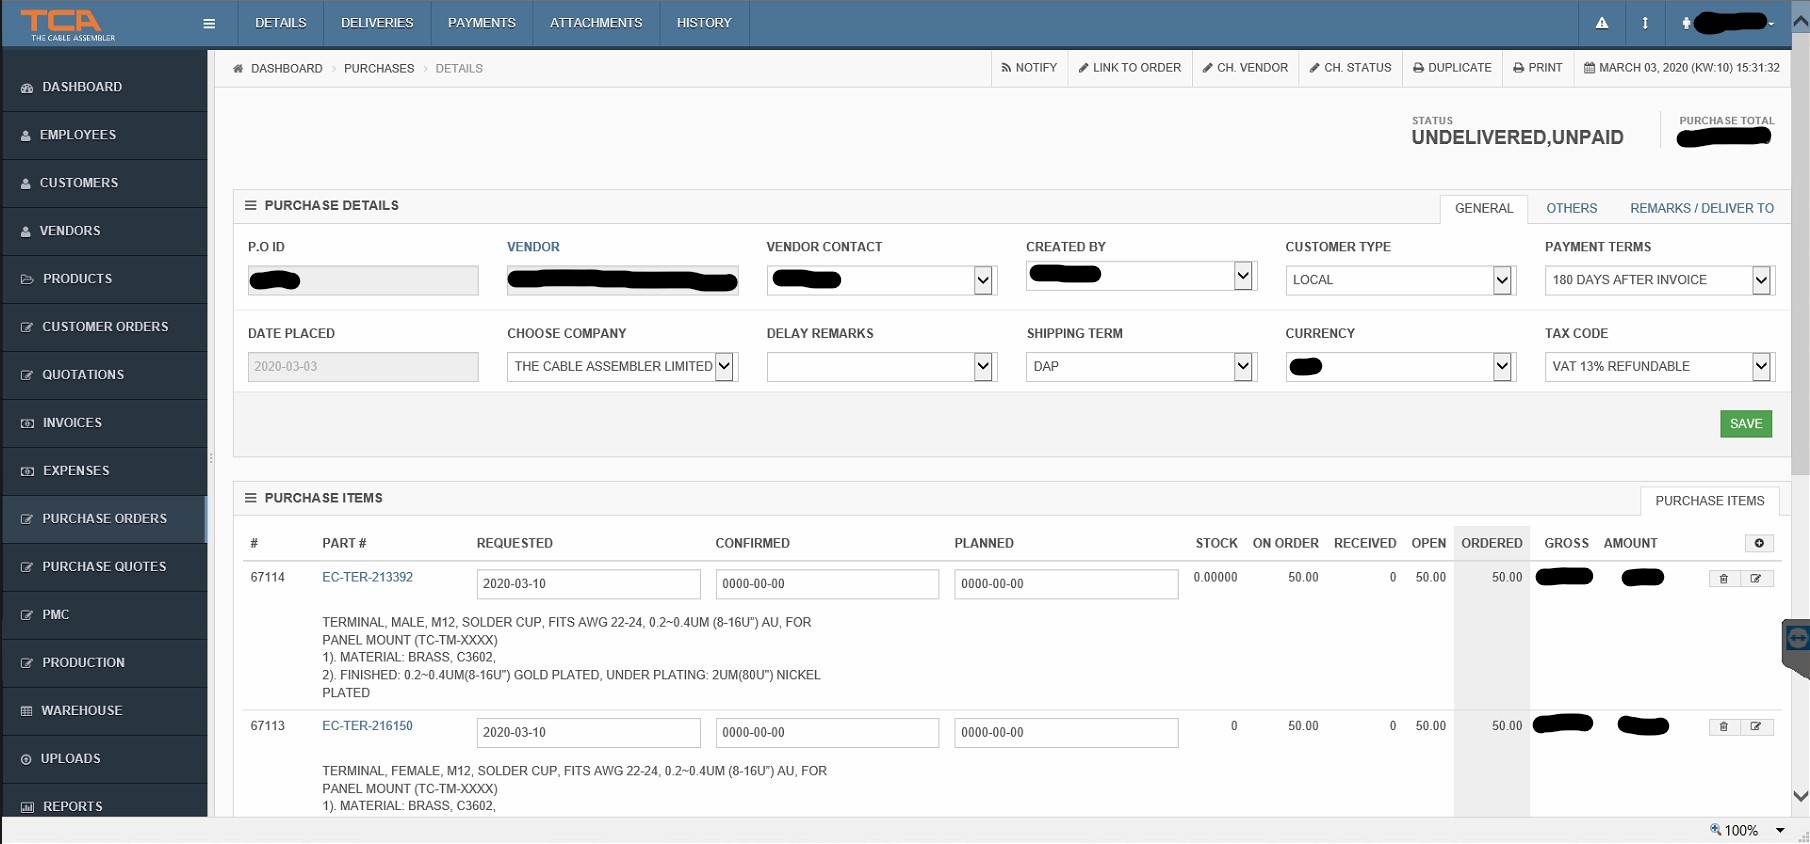 TCA
THE CABLE ASSEMBLER
DETAILS
DELIVERIES
PAYMENTS
ATTACHMENTS
HISTORY
DASHBOARD
EMPLOYEES
CUSTOMERS
VENDORS
PRODUCTS
CUSTOMER ORDERS
QUOTATIONS
INVOICES
EXPENSES
PURCHASE ORDERS
PURCHASE QUOTES
PMC
PRODUCTION
WAREHOUSE
UPLOADS
REPORTS
DASHBOARD > PURCHASES > DETAILS
NOTIFY
LINK TO ORDER
CH. VENDOR
CH. STATUS
DUPLICATE
PRINT
MARCH 03, 2020 (KW:10) 15:31:32
STATUS
UNDELIVERED,UNPAID
PURCHASE TOTAL
PURCHASE DETAILS
GENERAL
OTHERS
REMARKS / DELIVER TO
P.O ID
VENDOR
VENDOR CONTACT
CREATED BY
CUSTOMER TYPE
LOCAL
PAYMENT TERMS
180 DAYS AFTER INVOICE
DATE PLACED
2020-03-03
CHOOSE COMPANY
THE CABLE ASSEMBLER LIMITED
DELAY REMARKS
SHIPPING TERM
DAP
CURRENCY
TAX CODE
VAT 13% REFUNDABLE
SAVE
PURCHASE ITEMS
PURCHASE ITEMS
# PART # REQUESTED CONFIRMED PLANNED STOCK ON ORDER RECEIVED OPEN ORDERED GROSS AMOUNT
67114 EC-TER-213392 2020-03-10 0000-00-00 0000-00-00 0.00000 50.00 0 50.00 50.00
TERMINAL, MALE, M12, SOLDER CUP, FITS AWG 22-24, 0.2~0.4UM (8-16U") AU, FOR
PANEL MOUNT (TC-TM-XXXX)
1). MATERIAL: BRASS, C3602,
2). FINISHED: 0.2~0.4UM(8-16U") GOLD PLATED, UNDER PLATING: 2UM(80U") NICKEL
PLATED
67113 EC-TER-216150 2020-03-10 0000-00-00 0000-00-00 0 50.00 0 50.00 50.00
TERMINAL, FEMALE, M12, SOLDER CUP, FITS AWG 22-24, 0.2~0.4UM (8-16U") AU, FOR
PANEL MOUNT (TC-TM-XXXX)
1). MATERIAL: BRASS, C3602,
100%